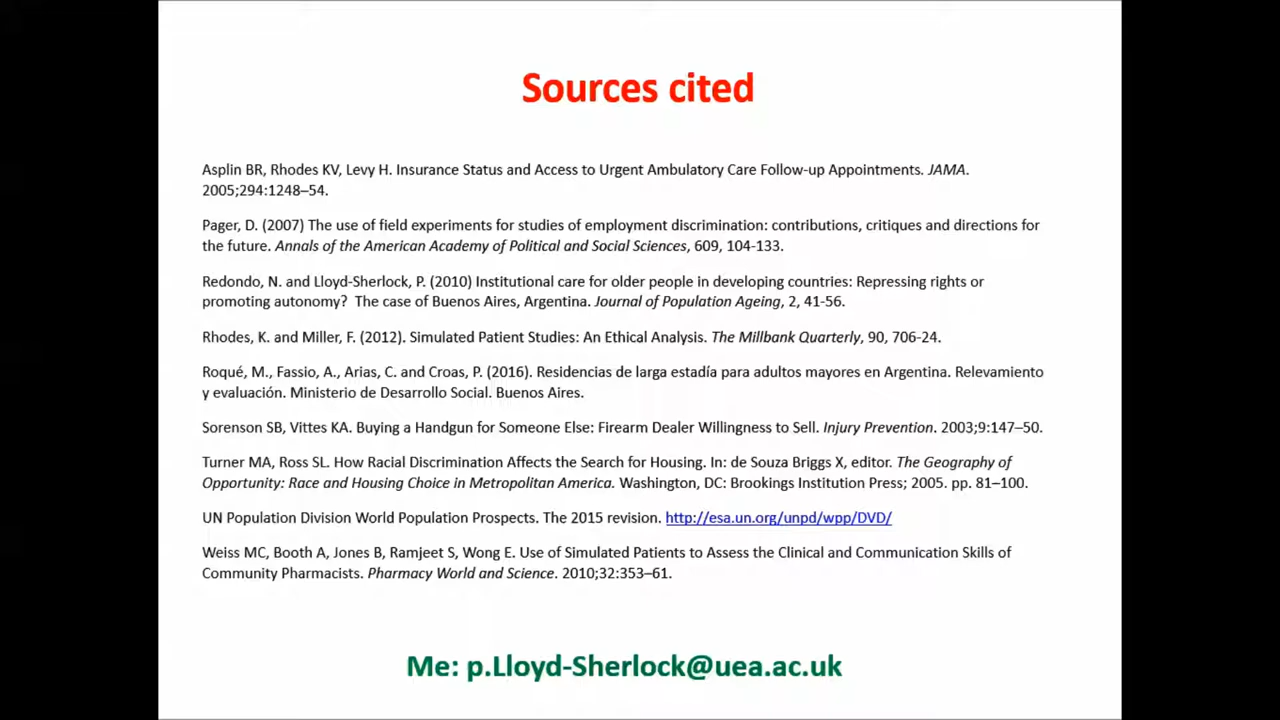 Sources cited
Asplin BR, Rhodes KV, Levy H. Insurance Status and Access to Urgent Ambulatory Care Follow-up Appointments. JAMA.
2005;294:1248–54.
Pager, D. (2007) The use of field experiments for studies of employment discrimination: contributions, critiques and directions for
the future. Annals of the American Academy of Political and Social Sciences, 609, 104-133.
Redondo, N. and Lloyd-Sherlock, P. (2010) Institutional care for older people in developing countries: Repressing rights or
promoting autonomy? The case of Buenos Aires, Argentina. Journal of Population Ageing, 2, 41-56.
Rhodes, K. and Miller, F. (2012). Simulated Patient Studies: An Ethical Analysis. The Millbank Quarterly, 90, 706-24.
Roqué, M., Fassio, A., Arias, C. and Croas, P. (2016). Residencias de larga estadía para adultos mayores en Argentina. Relevamiento
y evaluación. Ministerio de Desarrollo Social. Buenos Aires.
Sorenson SB, Vittes KA. Buying a Handgun for Someone Else: Firearm Dealer Willingness to Sell. Injury Prevention. 2003;9:147–50.
Turner MA, Ross SL. How Racial Discrimination Affects the Search for Housing. In: de Souza Briggs X, editor. The Geography of
Opportunity: Race and Housing Choice in Metropolitan America. Washington, DC: Brookings Institution Press; 2005. pp. 81–100.
UN Population Division World Population Prospects. The 2015 revision. http://esa.un.org/unpd/wpp/DVD/
Weiss MC, Booth A, Jones B, Ramjeet S, Wong E. Use of Simulated Patients to Assess the Clinical and Communication Skills of
Community Pharmacists. Pharmacy World and Science. 2010;32:353–61.
Me: p.Lloyd-Sherlock@uea.ac.uk